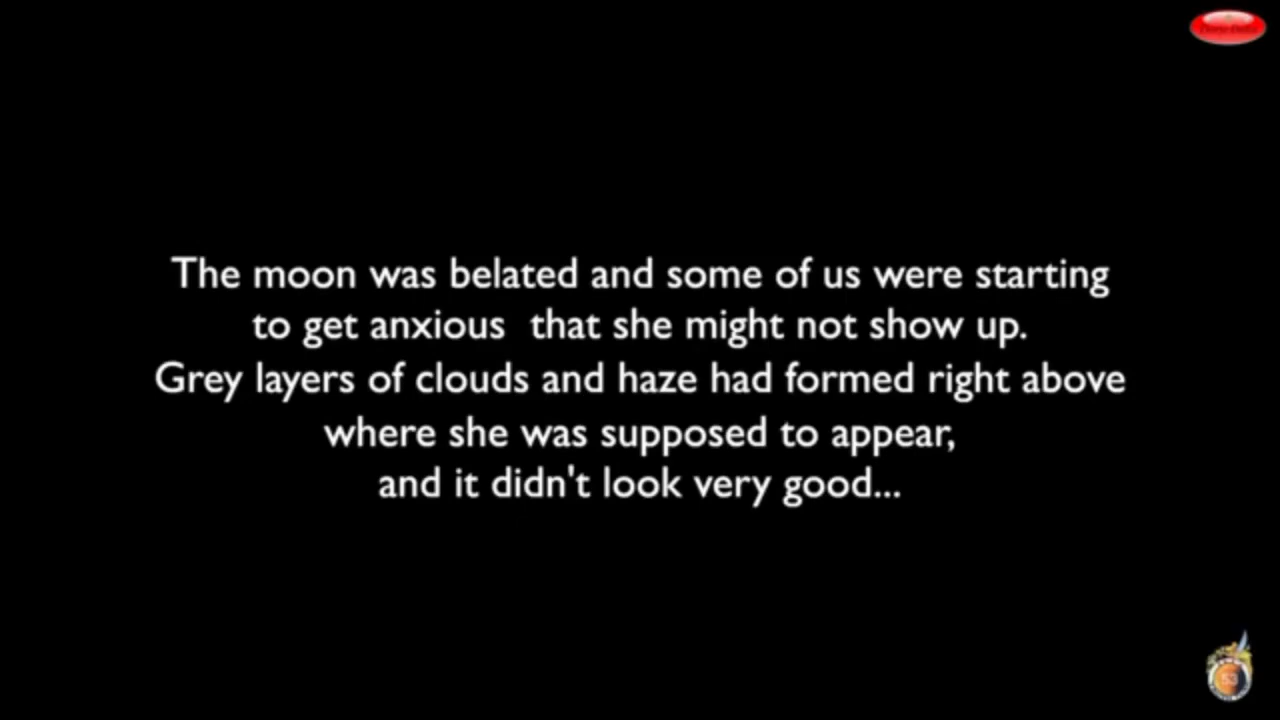 The moon was belated and some of us were starting
to get anxious  that she might not show up.
Grey layers of clouds and haze had formed right above
where she was supposed to appear,
and it didn't look very good...
53